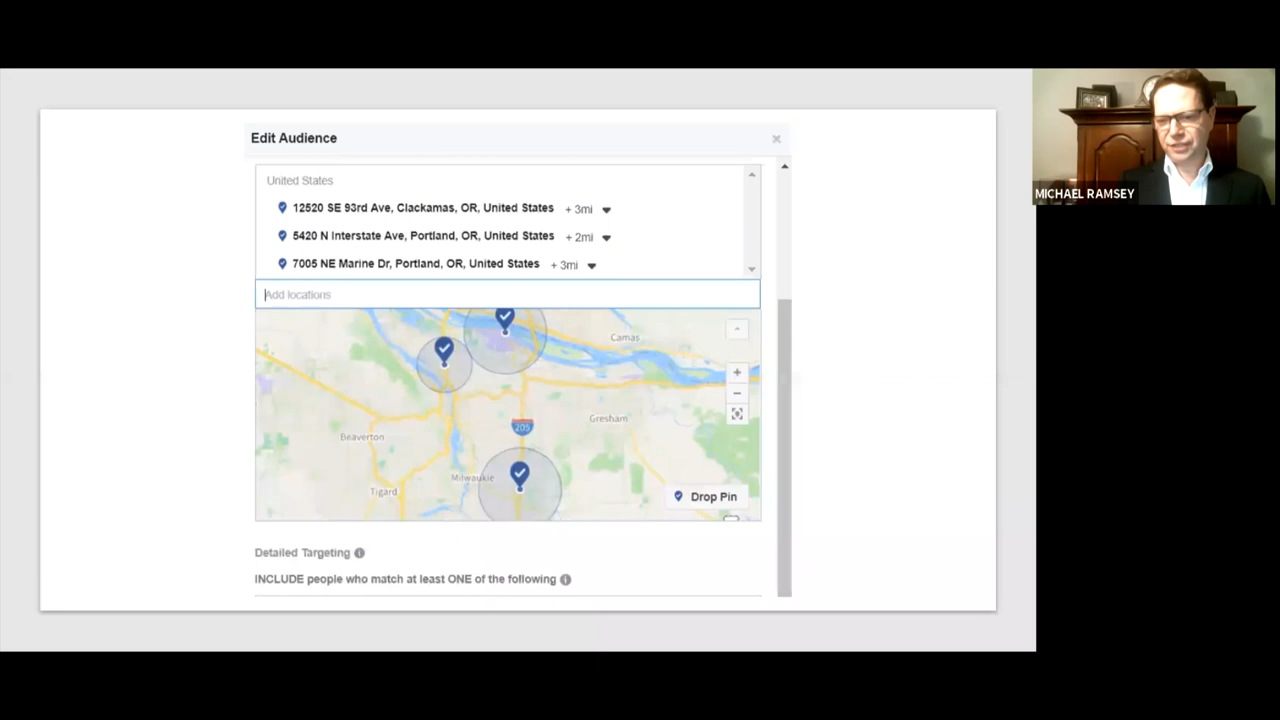 Edit Audience
United States
12520 SE 93rd Ave, Clackamas, OR, United States + 3mi
5420 N Interstate Ave, Portland, OR, United States + 2mi
7005 NE Marine Dr, Portland, OR, United States + 3mi
Add locations
Camas
205
Gresham
Beaverton
Milwaukie
Tigard
Drop Pin
Detailed Targeting
INCLUDE people who match at least ONE of the following
MICHAEL RAMSEY